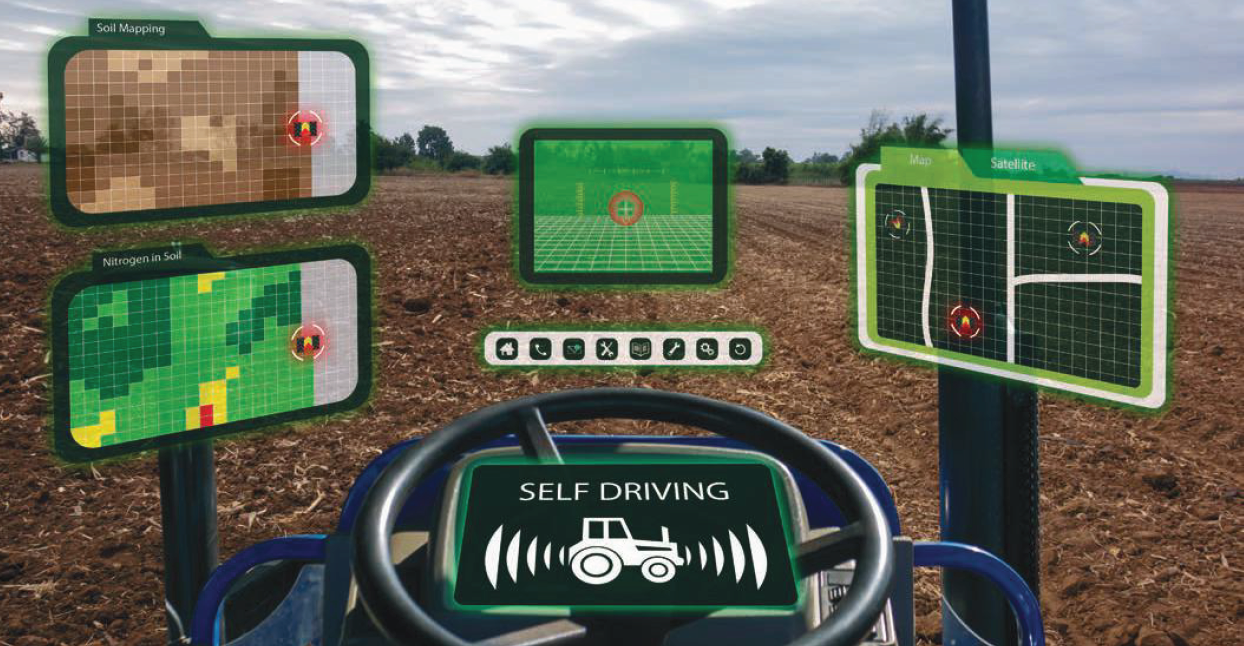 Soil Mapping
Nitrogen in Soil
Map
Satellite
SELF DRIVING